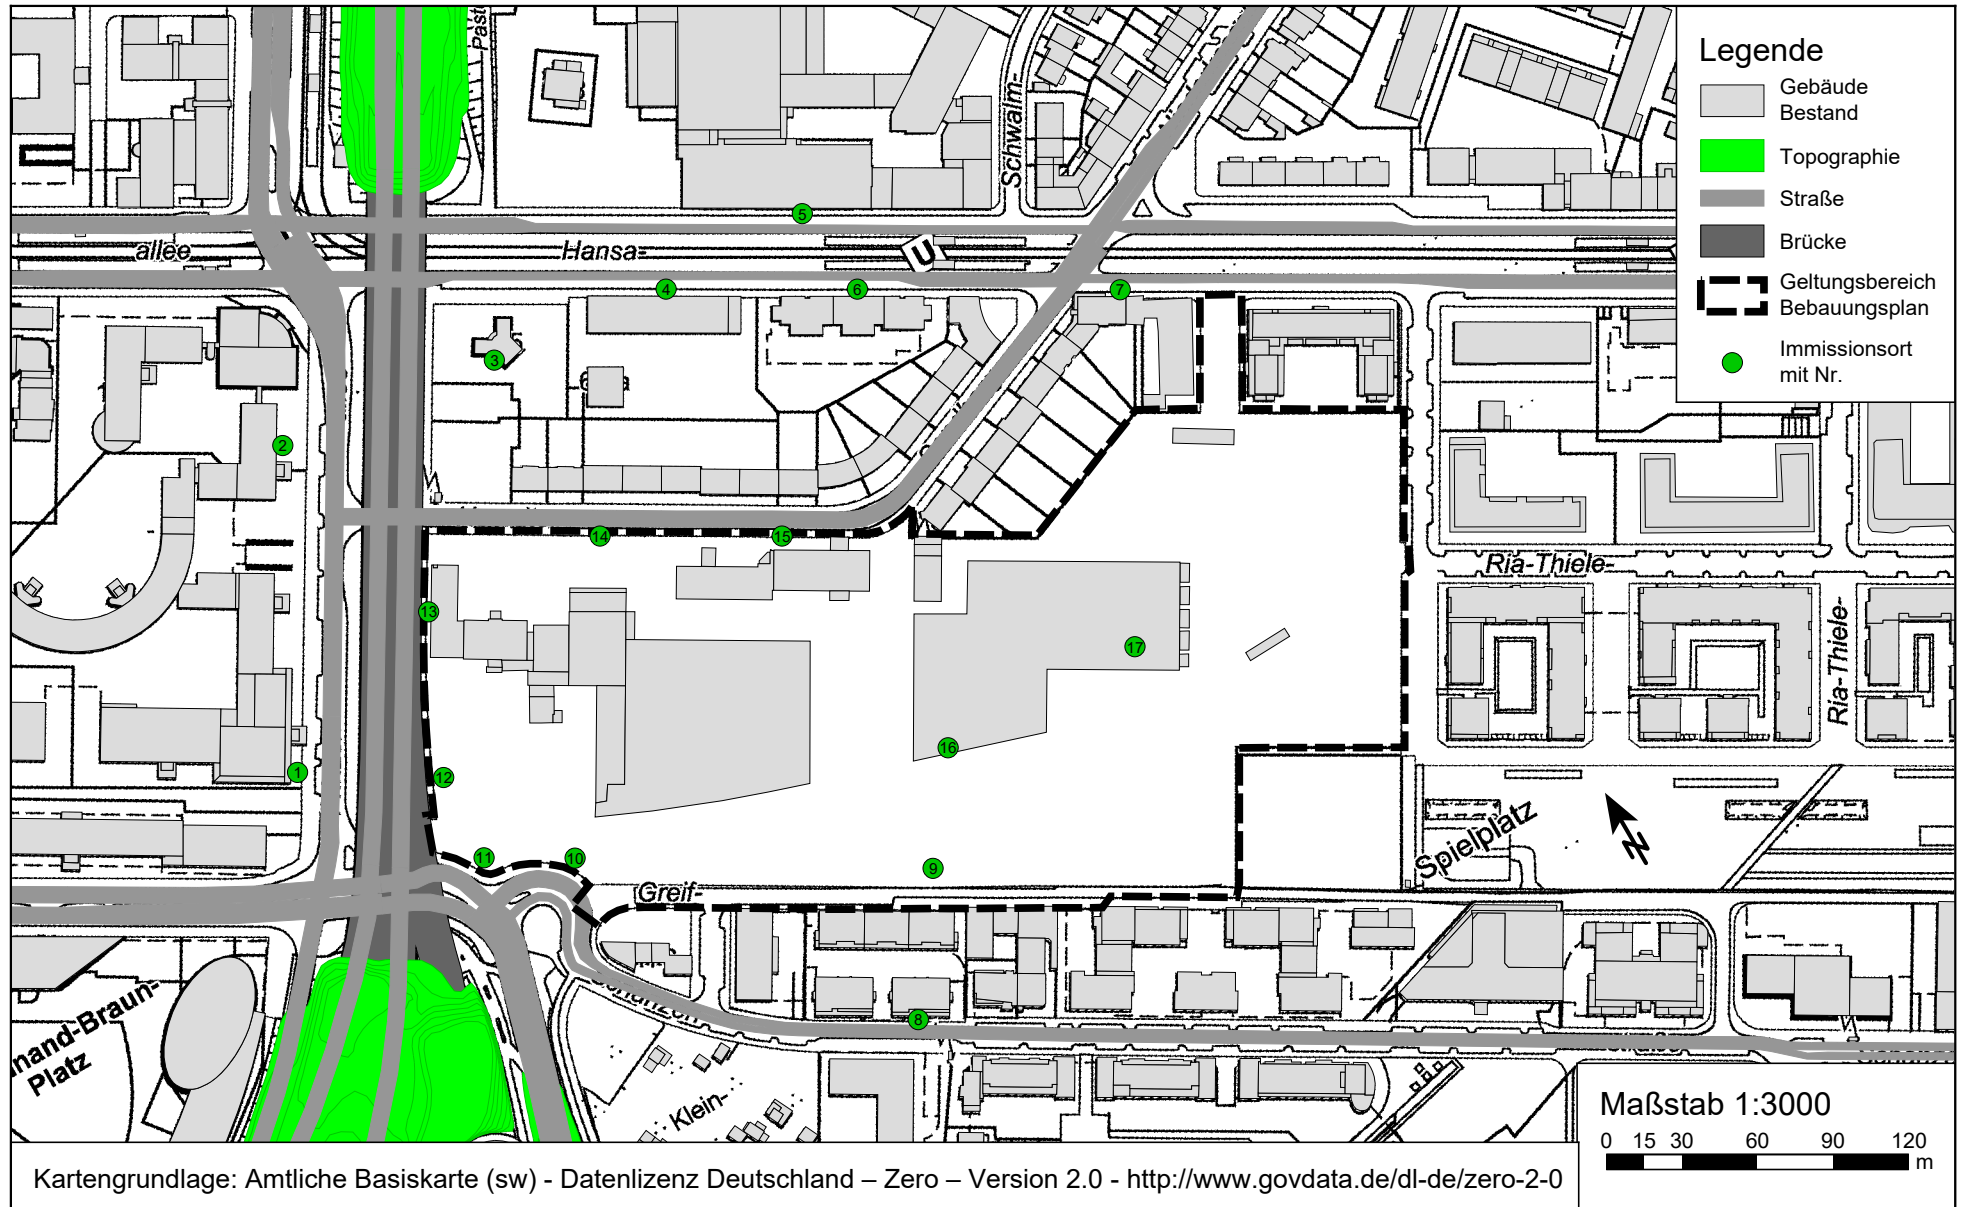 Legende
Gebäude
Bestand
Topographie
Straße
Brücke
Geltungsbereich
Bebauungsplan
Immissionsort
mit Nr.
Schwalm-
allee
Hansa-
U
5
4
6
7
3
2
14
15
13
Ria-Thiele-
Ria-Thiele-
17
16
12
1
11
10
9
Greif-
Spielplatz
N
8
nand-Braun-
Platz
Klein-
Maßstab 1:3000
0 15 30 60 90 120
m
Kartengrundlage: Amtliche Basiskarte (sw) - Datenlizenz Deutschland – Zero – Version 2.0 - http://www.govdata.de/dl-de/zero-2-0